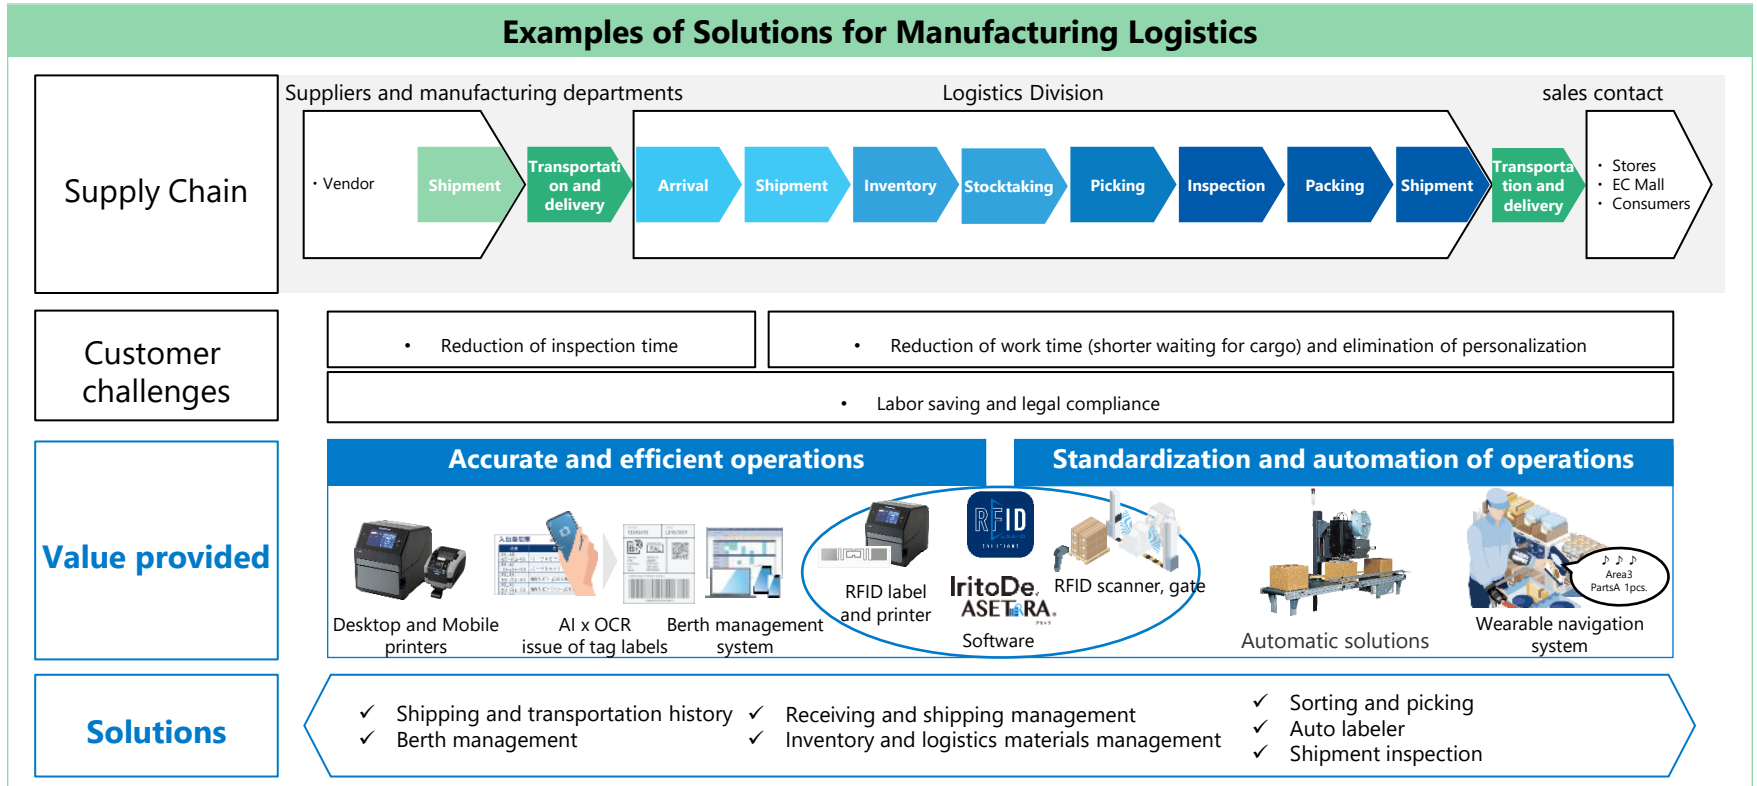 Examples of Solutions for Manufacturing Logistics
Supply Chain
Suppliers and manufacturing departments
Logistics Division
sales contact
・Vendor
Shipment
Transportati
on and
delivery
Arrival
Shipment
Inventory
Stocktaking
Picking
Inspection
Packing
Shipment
Transporta
tion and
delivery
・ Stores
・ EC Mall
・ Consumers
Customer
challenges
• Reduction of inspection time
• Reduction of work time (shorter waiting for cargo) and elimination of personalization
• Labor saving and legal compliance
Value provided
Accurate and efficient operations
Standardization and automation of operations
Desktop and Mobile
printers
AI x OCR
issue of tag labels
Berth management
system
RFID label
and printer
RFID
SOLUTIONS
IritoDe.
ASETRA.
Software
RFID scanner, gate
Automatic solutions
♪ ♪ ♪
Area3
PartsA 1pcs.
Wearable navigation
system
Solutions
✓ Shipping and transportation history
✓ Berth management
✓ Receiving and shipping management
✓ Inventory and logistics materials management
✓ Sorting and picking
✓ Auto labeler
✓ Shipment inspection